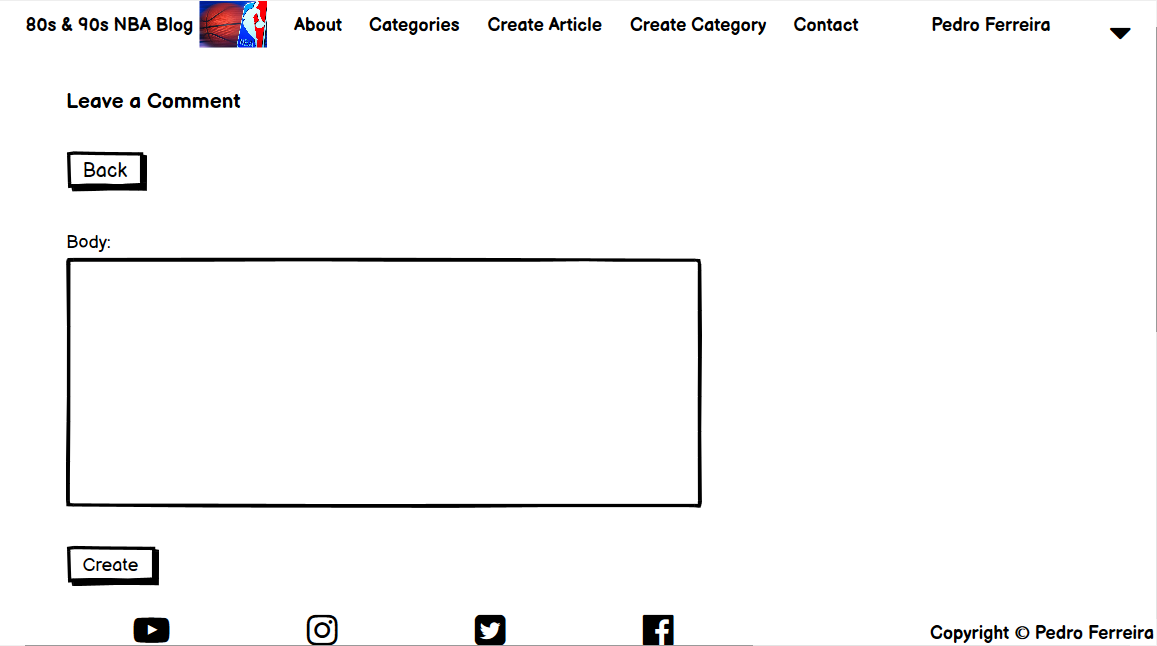 80s & 90s NBA Blog About Categories Create Article Create Category Contact Pedro Ferreira
Leave a Comment
Back
Body:
Create
Copyright © Pedro Ferreira